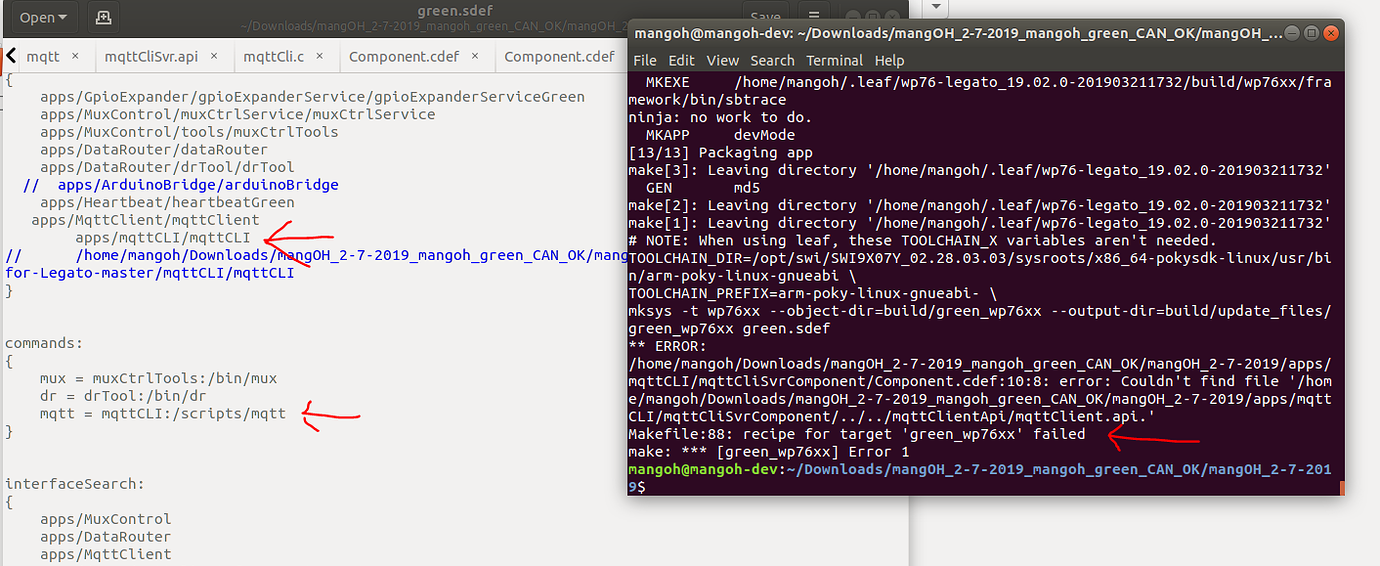 Open
green.sdef
~/Downloads/mangOH_2-7-2019_mangoh_green_CAN_OK/mangOH_2-7-2019
Save
mqtt ×
mqttCliSvr.api ×
mqttCli.c ×
Component.cdef ×
Component.cdef
{
apps/GpioExpander/gpioExpanderService/gpioExpanderServiceGreen
apps/MuxControl/muxCtrlService/muxCtrlService
apps/MuxControl/tools/muxCtrlTools
apps/DataRouter/dataRouter
apps/DataRouter/drTool/drTool
// apps/ArduinoBridge/arduinoBridge
apps/Heartbeat/heartbeatGreen
apps/MqttClient/mqttClient
apps/mqttCLI/mqttCLI
// /home/mangoh/Downloads/mangOH_2-7-2019_mangoh_green_CAN_OK/mang
for-Legato-master/mqttCLI/mqttCLI
}
commands:
{
mux = muxCtrlTools:/bin/mux
dr = drTool:/bin/dr
mqtt = mqttCLI:/scripts/mqtt
}
interfaceSearch:
{
apps/MuxControl
apps/DataRouter
apps/MqttClient
mangoh@mangoh-dev: ~/Downloads/mangOH_2-7-2019_mangoh_green_CAN_OK/mangOH_...
File Edit View Search Terminal Help
MKEXE /home/mangoh/.leaf/wp76-legato_19.02.0-201903211732/build/wp76xx/fra
mework/bin/sbtrace
ninja: no work to do.
MKAPP devMode
[13/13] Packaging app
make[3]: Leaving directory '/home/mangoh/.leaf/wp76-legato_19.02.0-201903211732'
GEN md5
make[2]: Leaving directory '/home/mangoh/.leaf/wp76-legato_19.02.0-201903211732'
make[1]: Leaving directory '/home/mangoh/.leaf/wp76-legato_19.02.0-201903211732'
# NOTE: When using leaf, these TOOLCHAIN_X variables aren't needed.
TOOLCHAIN_DIR=/opt/swi/SWI9X07Y_02.28.03.03/sysroots/x86_64-pokysdk-linux/usr/bi
n/arm-poky-linux-gnueabi \
TOOLCHAIN_PREFIX=arm-poky-linux-gnueabi- \
mksys -t wp76xx --object-dir=build/green_wp76xx --output-dir=build/update_files/
green_wp76xx green.sdef
** ERROR:
/home/mangoh/Downloads/mangOH_2-7-2019_mangoh_green_CAN_OK/mangOH_2-7-2019/apps/
mqttCLI/mqttCliSvrComponent/Component.cdef:10:8: error: Couldn't find file '/hom
e/mangoh/Downloads/mangOH_2-7-2019_mangoh_green_CAN_OK/mangOH_2-7-2019/apps/mqtt
CLI/mqttCliSvrComponent/../../mqttClientApi/mqttClient.api.'
Makefile:88: recipe for target 'green_wp76xx' failed
make: *** [green_wp76xx] Error 1
mangoh@mangoh-dev:~/Downloads/mangOH_2-7-2019_mangoh_green_CAN_OK/mangOH_2-7-201
9$